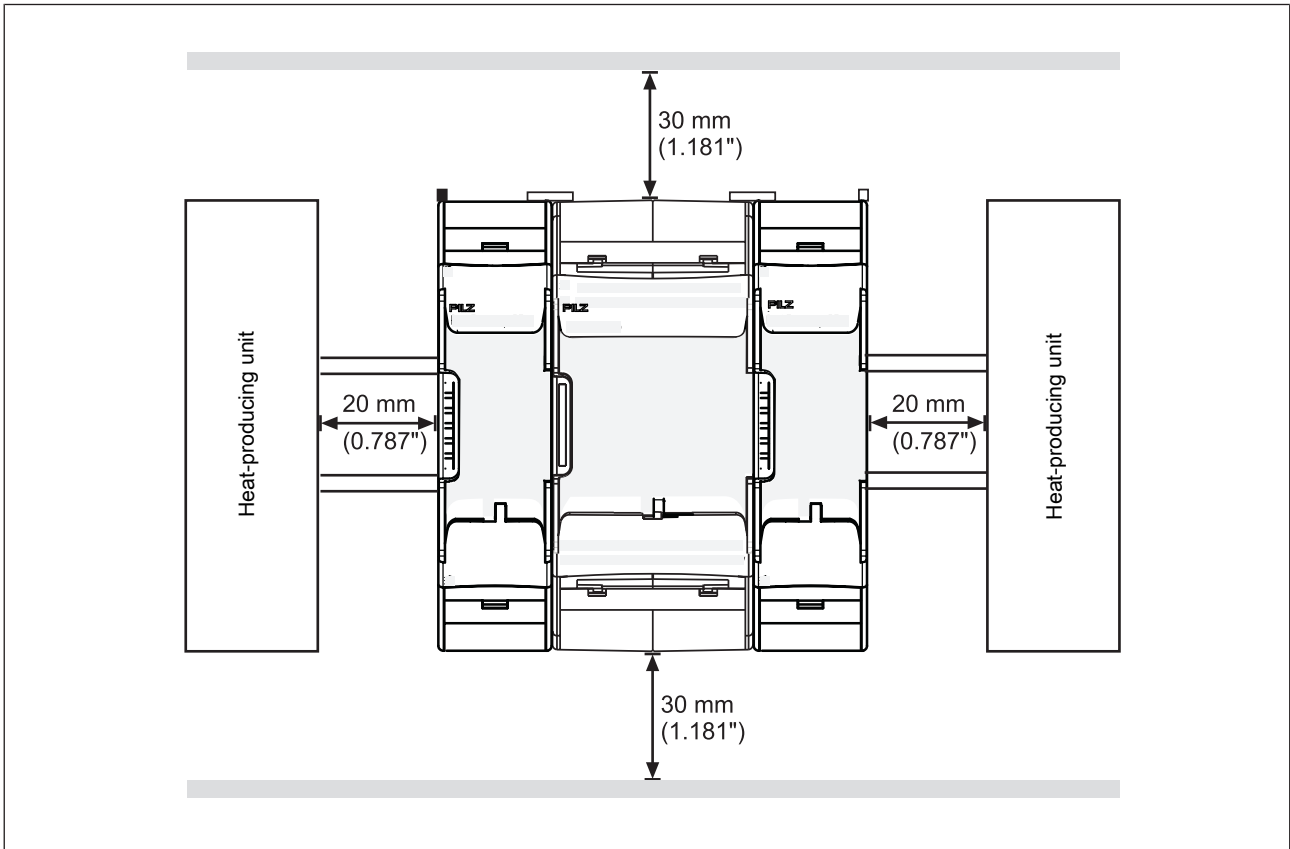 30 mm
(1.181")
PILZ
PILZ
PILZ
Heat-producing unit
20 mm
(0.787")
20 mm
(0.787")
Heat-producing unit
30 mm
(1.181")